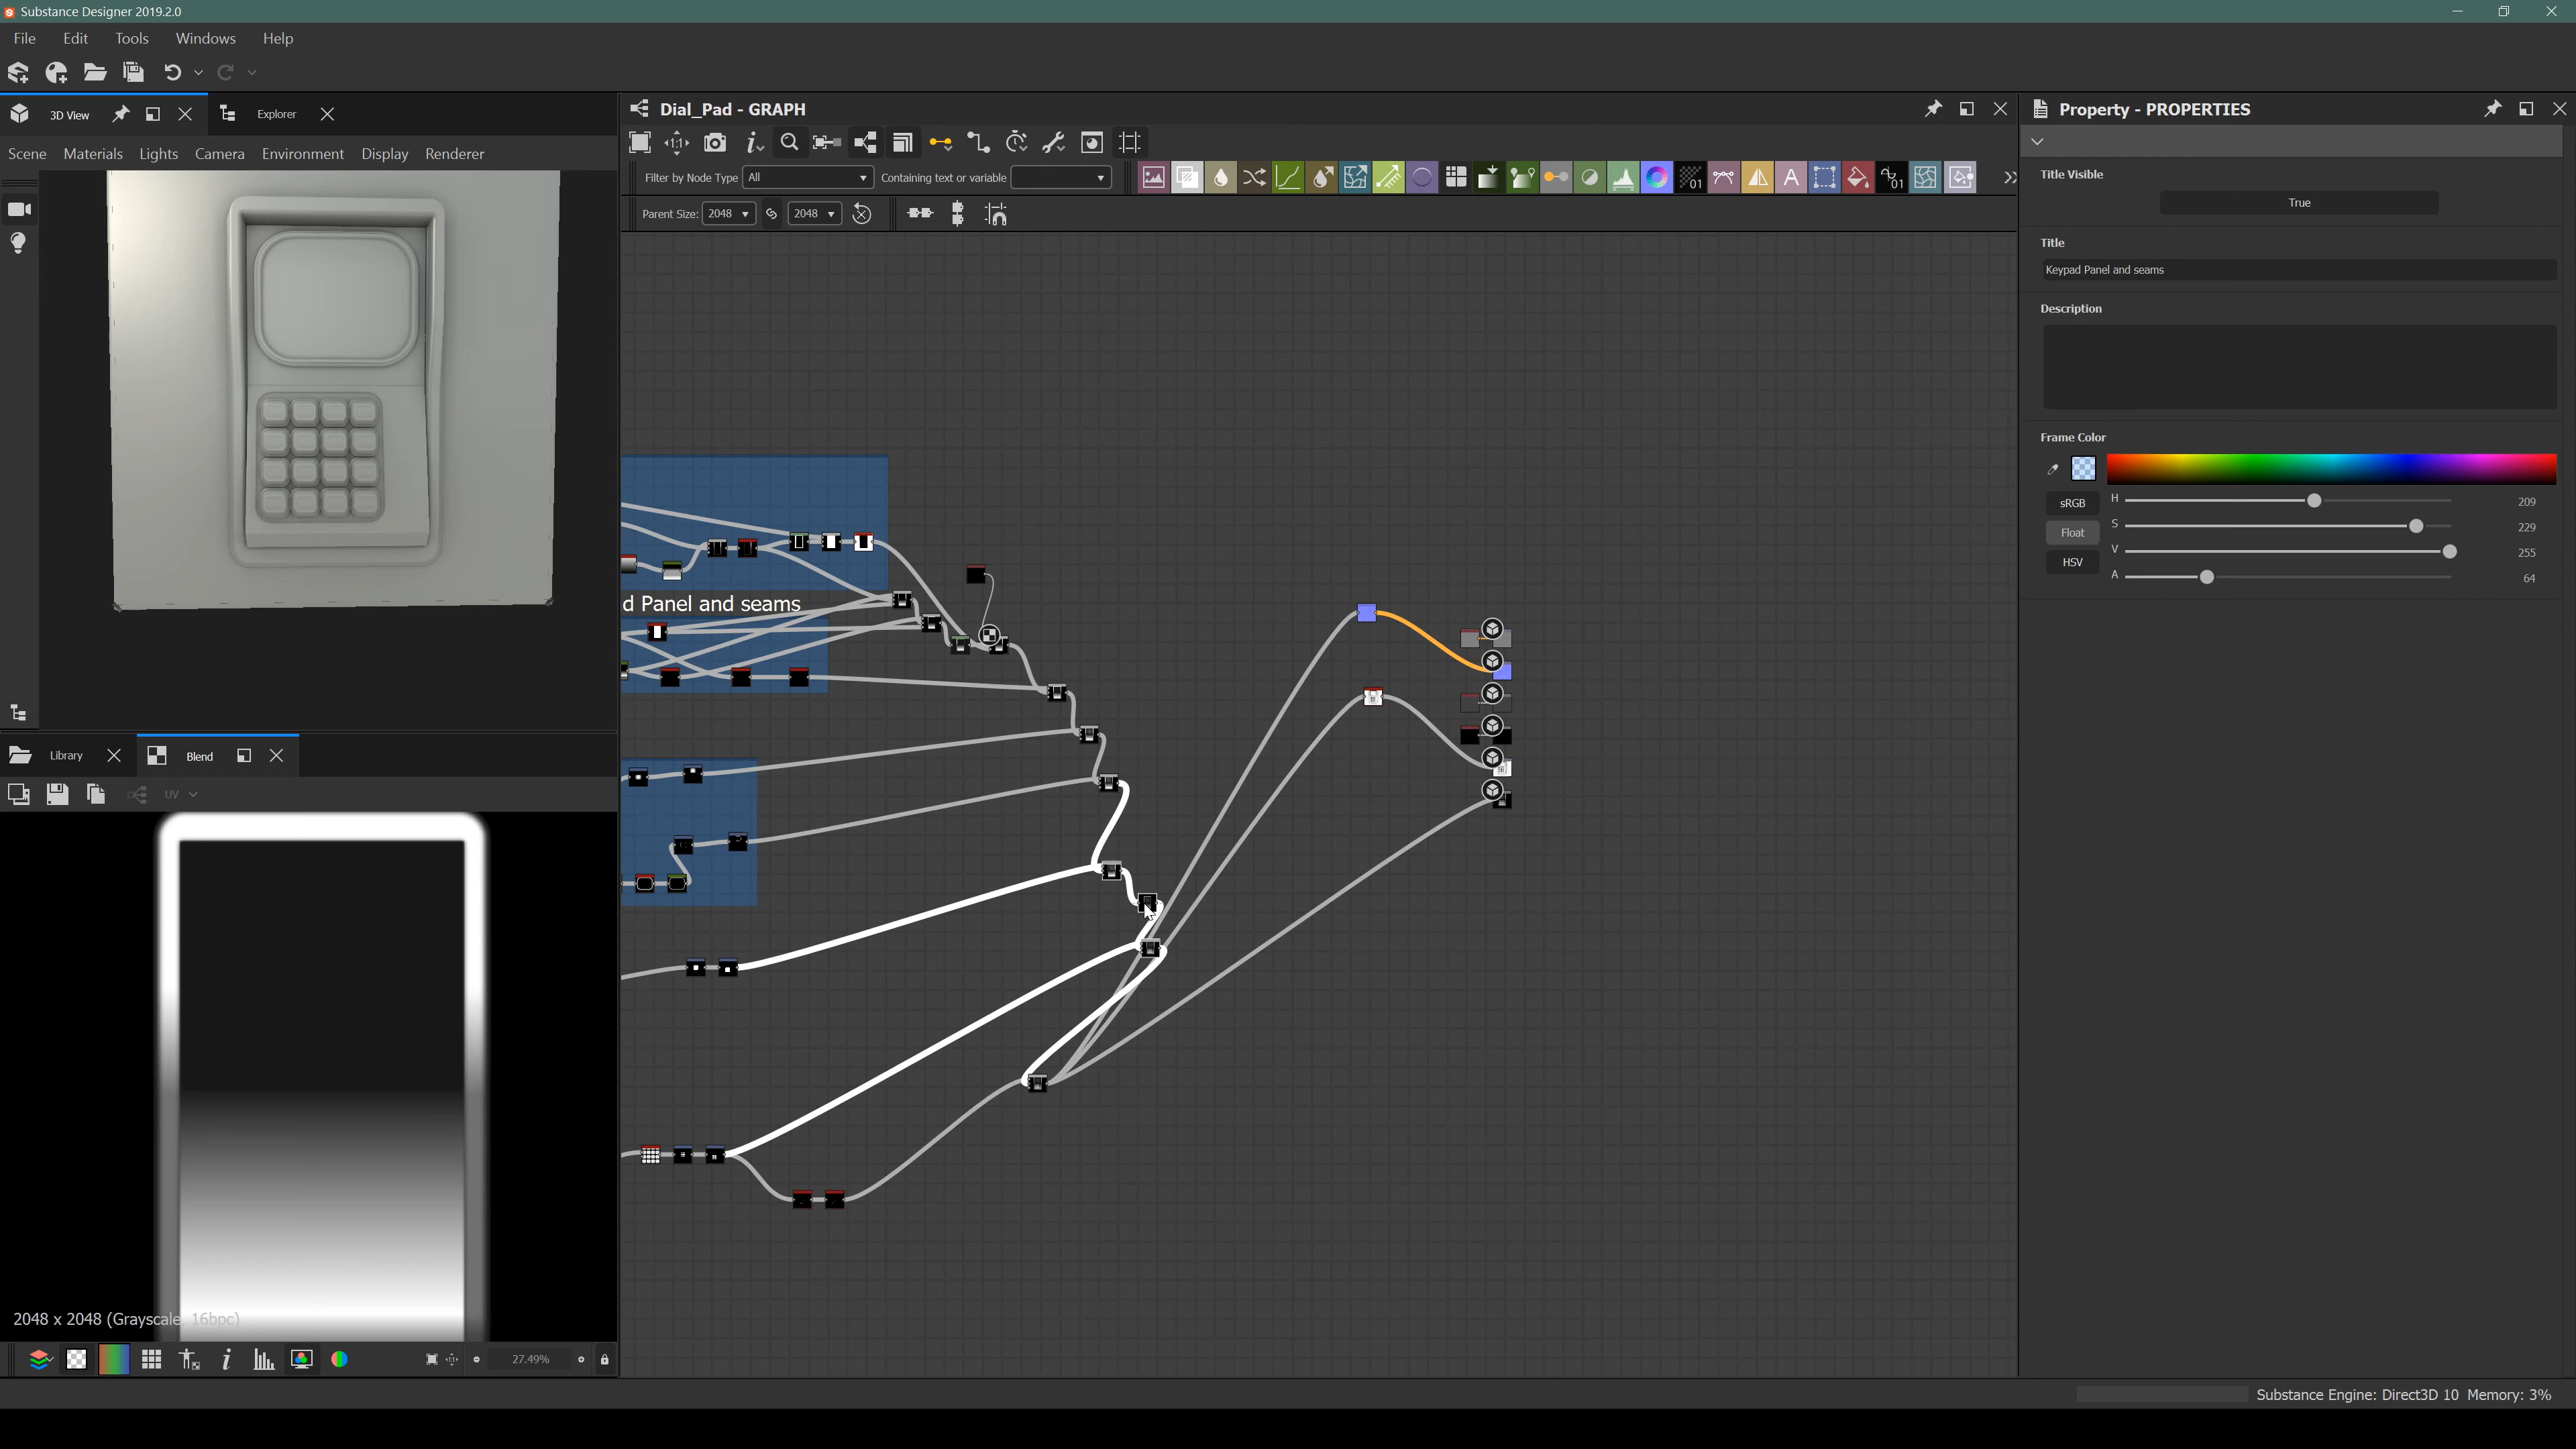 Substance Designer 2019.2.0
File Edit Tools Windows Help
3D View Explorer
Scene Materials Lights Camera Environment Display Renderer
Dial_Pad - GRAPH
Filter by Node Type All Containing text or variable
Parent Size: 2048 2048
d Panel and seams
Library Blend
UV
2048 x 2048 (Grayscale, 16bpc)
27.49%
Property - PROPERTIES
Title Visible
True
Title
Keypad Panel and seams
Description
Frame Color
sRGB H 209
S 229
Float
V 255
HSV
A 64
Substance Engine: Direct3D 10 Memory: 3%